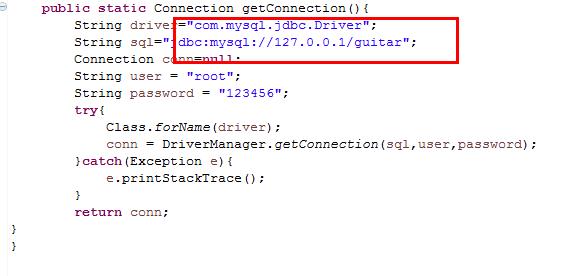 public static Connection getConnection(){
String driver="com.mysql.jdbc.Driver";
String sql="jdbc:mysql://127.0.0.1/guitar";
Connection conn=null;
String user = "root";
String password = "123456";
try{
Class.forName(driver);
conn = DriverManager.getConnection(sql,user,password);
}catch(Exception e){
e.printStackTrace();
}
return conn;
}
}